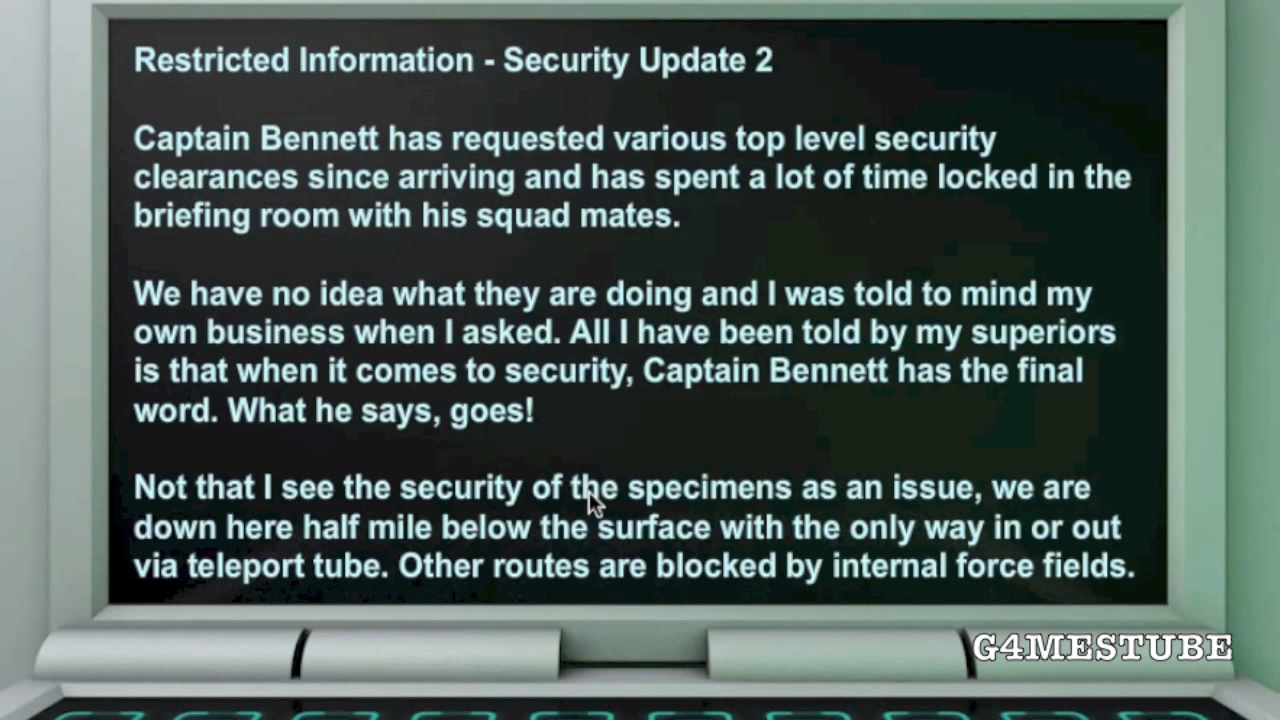 Restricted Information - Security Update 2
Captain Bennett has requested various top level security
clearances since arriving and has spent a lot of time locked in the
briefing room with his squad mates.
We have no idea what they are doing and I was told to mind my
own business when I asked. All I have been told by my superiors
is that when it comes to security, Captain Bennett has the final
word. What he says, goes!
Not that I see the security of the specimens as an issue, we are
down here half mile below the surface with the only way in or out
via teleport tube. Other routes are blocked by internal force fields.
G4MESTUBE